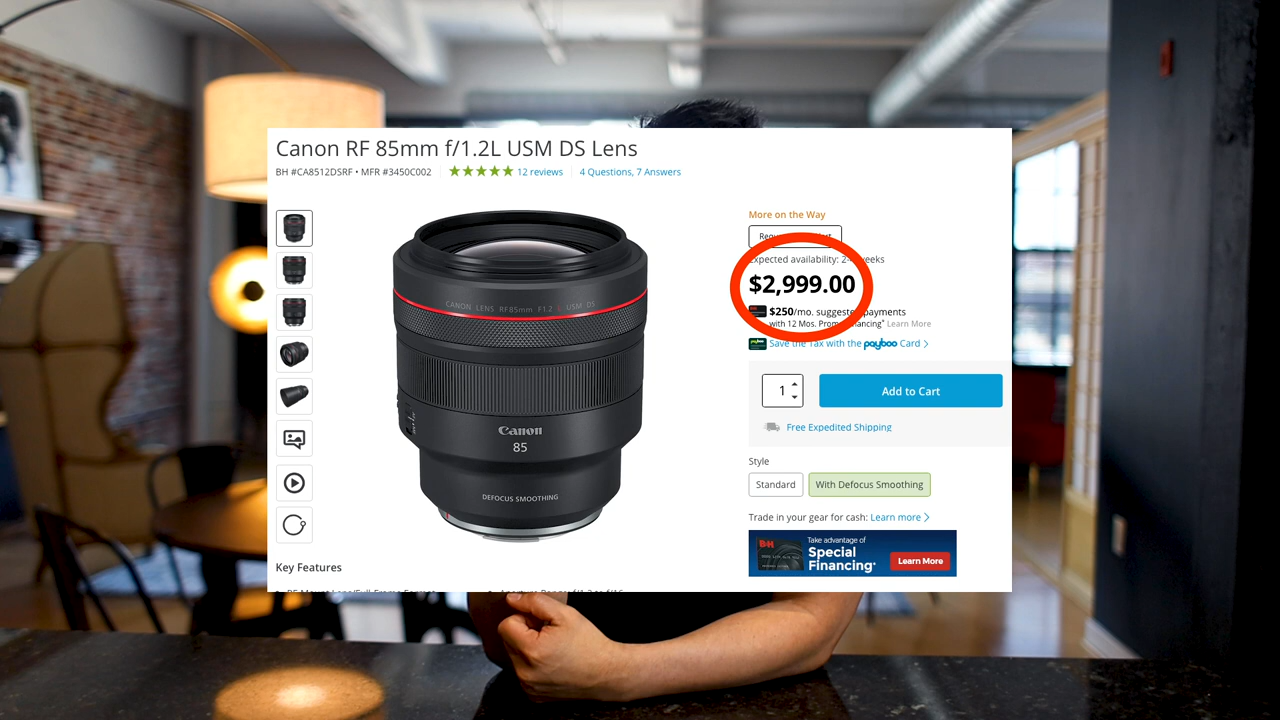 Canon RF 85mm f/1.2L USM DS Lens
BH #CA8512DSRF • MFR #3450C002
12 reviews
4 Questions, 7 Answers
CANON LENS RF85mm F1.2 L USM DS
Canon
85
DEFOCUS SMOOTHING
More on the Way
Expected availability: 2-4 weeks
$2,999.00
$250/mo. suggested payments
with 12 Mos. Promo Financing* Learn More
Save the Tax with the payboo Card >
1
Add to Cart
Free Expedited Shipping
Style
Standard
With Defocus Smoothing
Trade in your gear for cash: Learn more >
B&H
Take advantage of
Special
Financing*
Learn More
Key Features